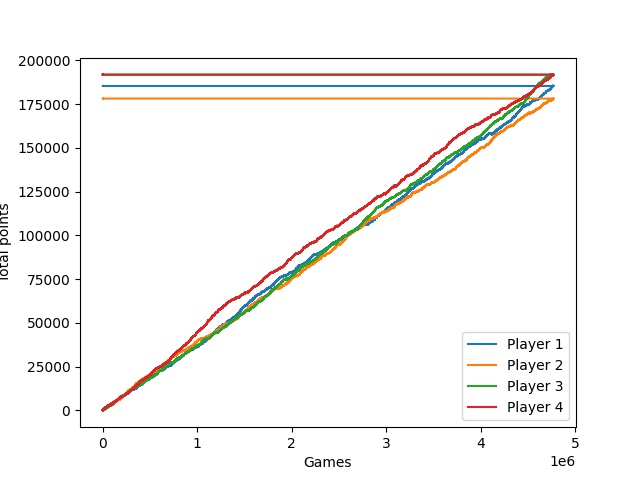 200000
175000
150000
125000
100000
75000
50000
25000
0
Total points
0 1 2 3 4 5
1e6
Games
Player 1
Player 2
Player 3
Player 4